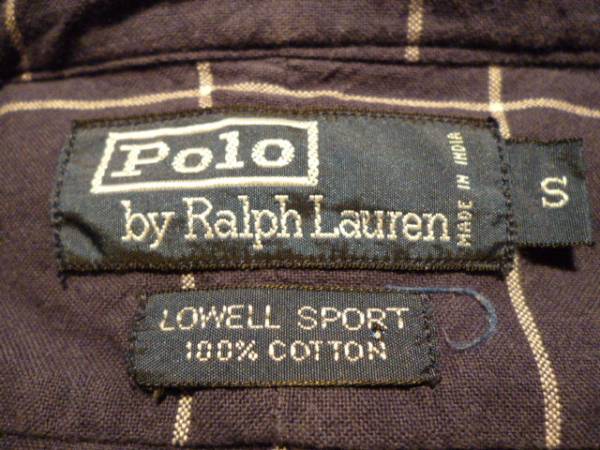 Polo
by Ralph Lauren
MADE IN INDIA
S
LOWELL SPORT
100% COTTON